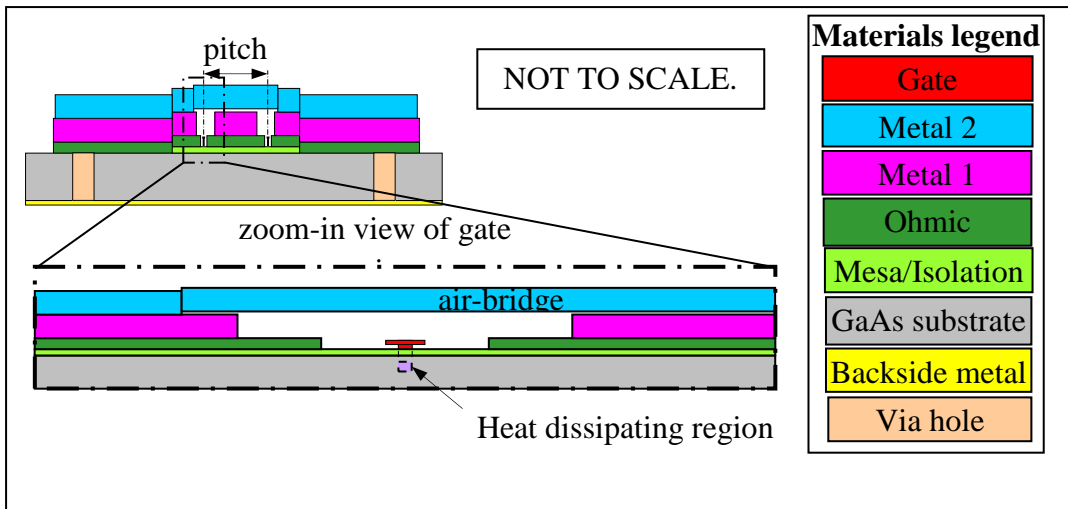 pitch
NOT TO SCALE.
zoom-in view of gate
air-bridge
Heat dissipating region
Materials legend
Gate
Metal 2
Metal 1
Ohmic
Mesa/Isolation
GaAs substrate
Backside metal
Via hole